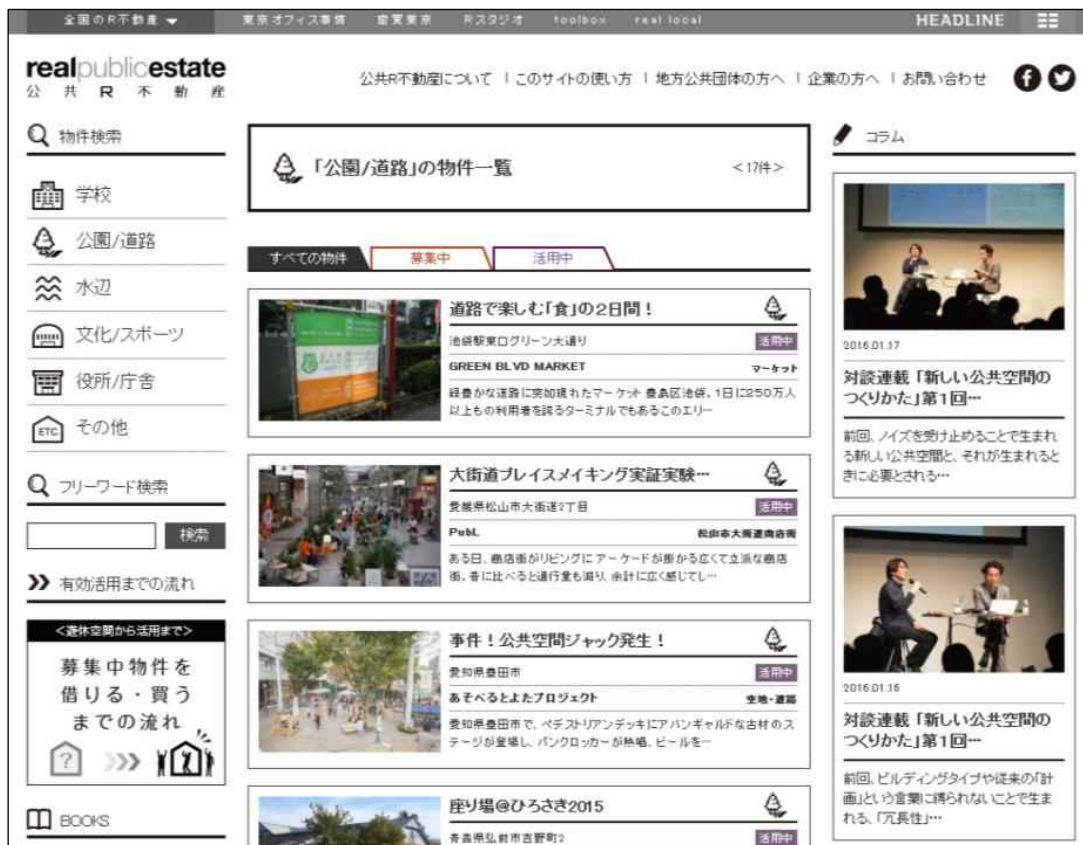 全国のR不動産
東京オフィス事情
密買東京
Rスタジオ
toolbox
real local
HEADLINE
realpublicestate
公共R不動産
公共R不動産について | このサイトの使い方 | 地方公共団体の方へ | 企業の方へ | お問い合わせ
物件検索
学校
公園/道路
水辺
文化/スポーツ
役所/庁舎
ETC その他
フリーワード検索
検索
有効活用までの流れ
<遊休空間から活用まで>
募集中物件を
借りる・買う
までの流れ
?
BOOKS
「公園/道路」の物件一覧 <17件>
すべての物件 募集中 活用中
道路で楽しむ「食」の2日間!
池袋駅東口グリーン大通り 活用中
GREEN BLVD MARKET マーケット
緑豊かな道路に突如現れたマーケット 豊島区池袋。1日に250万人
以上もの利用者を誇るターミナルでもあるこのエリ…
大街道プレイスメイキング実証実験…
愛媛県松山市大街道2丁目 活用中
PubL. 松山市大街道商店街
ある日、商店街がリビングに アーケードが掛かる広くて立派な商店
街。昔に比べると通行量も減り、余計に広く感じてし…
事件!公共空間ジャック発生!
愛知県豊田市 活用中
あそべるとよたプロジェクト 空地・道路
愛知県豊田市で、ペデストリアンデッキにアバンギャルドな古材のス
テージが登場し、パンクロッカーが熱唱、ビールを…
座り場@ひろさき2015
青森県弘前市吉野町2 活用中
コラム
2016.01.17
対談連載「新しい公共空間の
つくりかた」第1回…
前回、ノイズを受け止めることで生まれ
る新しい公共空間と、それが生まれると
きに必要とされる…
2016.01.15
対談連載「新しい公共空間の
つくりかた」第1回…
前回、ビルディングタイプや従来の「計
画」という言葉に縛られないことで生ま
れる、「冗長性」…